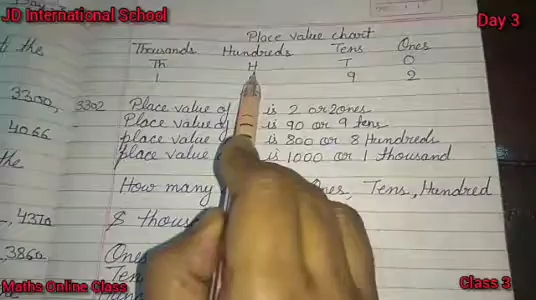 JD International School
Day 3
Place value chart
the
Thousands Hundreds Tens Ones
Th H T O
1 9 2
3300, 3302 Place value of is 2 or 2ones
4066 Place value of is 90 or 9 tens
place value is 800 or 8 Hundreds
the place value is 1000 or 1 thousand
How many Ones, Tens, Hundred
4370 & thous
3860 Ones
Tens
Maths Online Class
Class 3